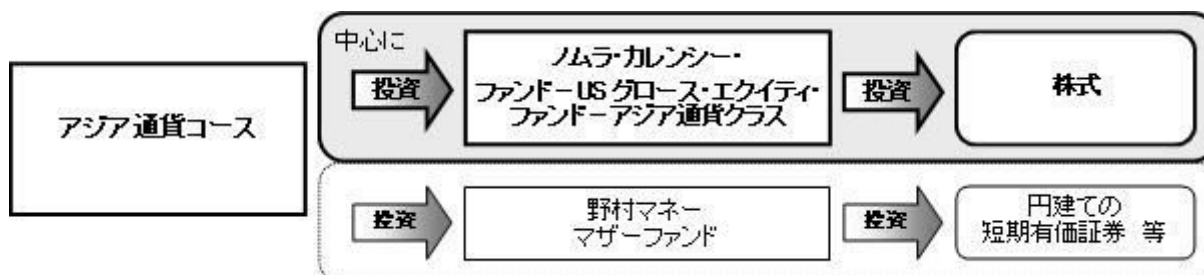 アジア通貨コース
中心に
投資
ノムラ・カレンシー・
ファンド－USグロース・エクイティ・
ファンド－アジア通貨クラス
投資
株式
投資
野村マネー
マザーファンド
投資
円建ての
短期有価証券 等